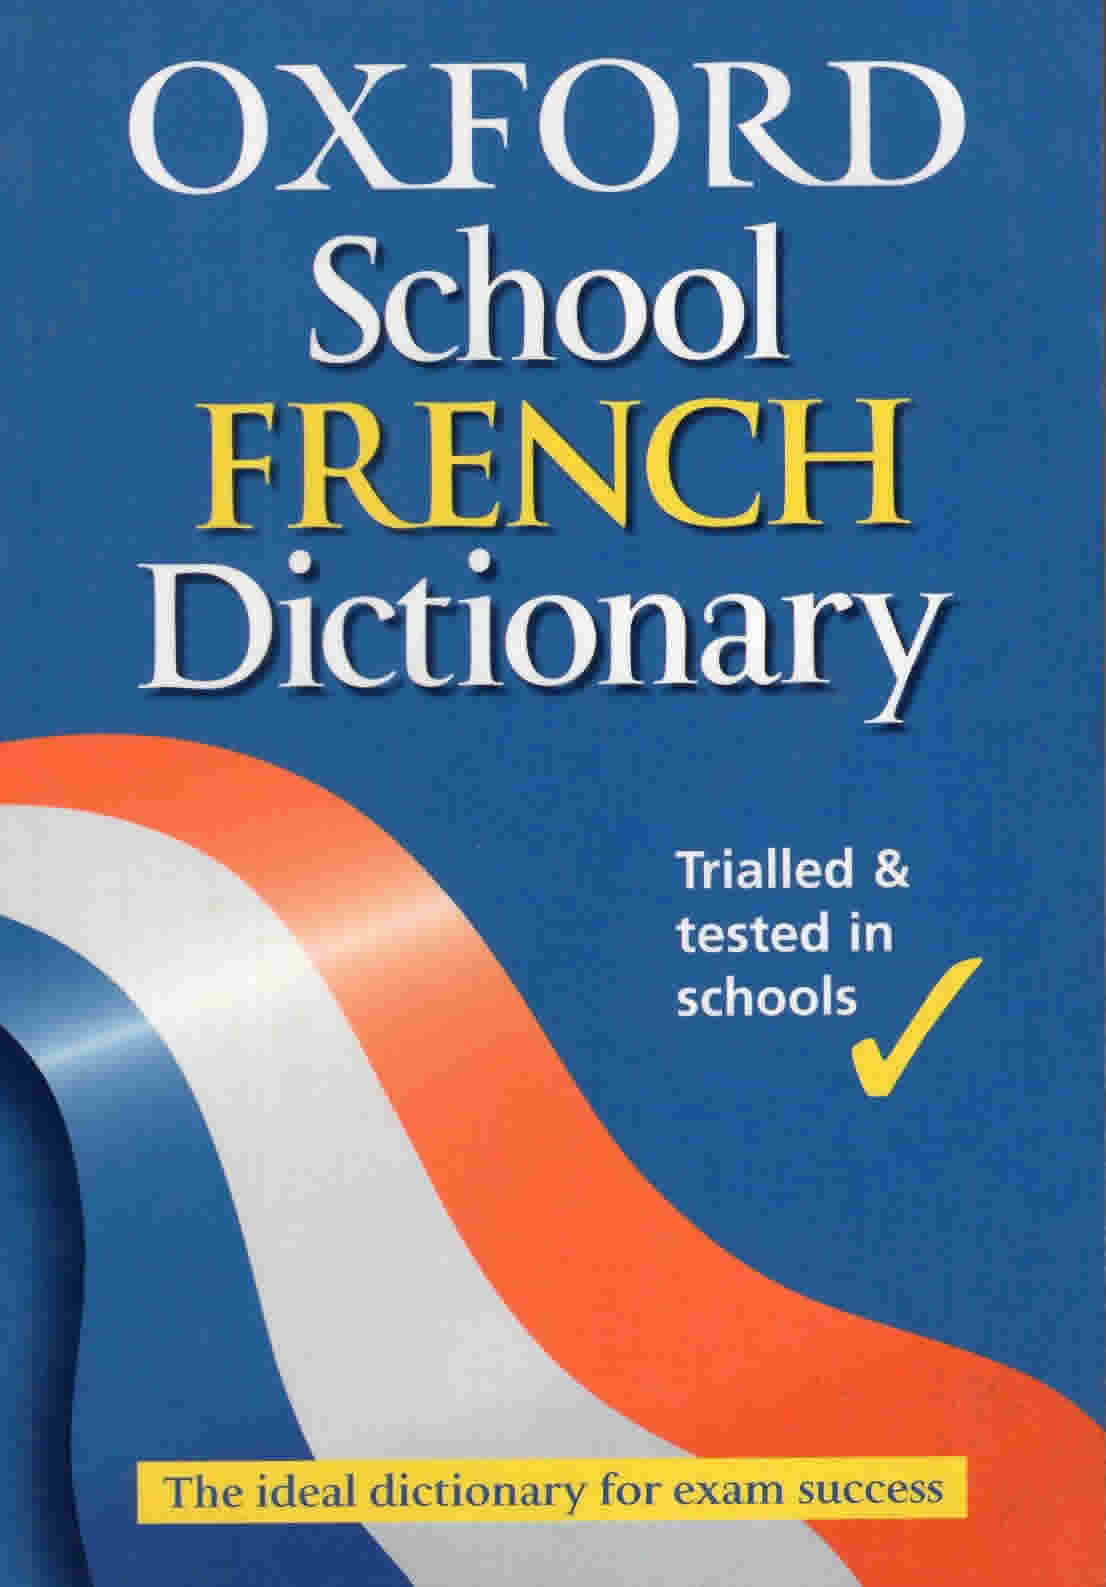 OXFORD
School
FRENCH
Dictionary
Trialled &
tested in
schools
The ideal dictionary for exam success